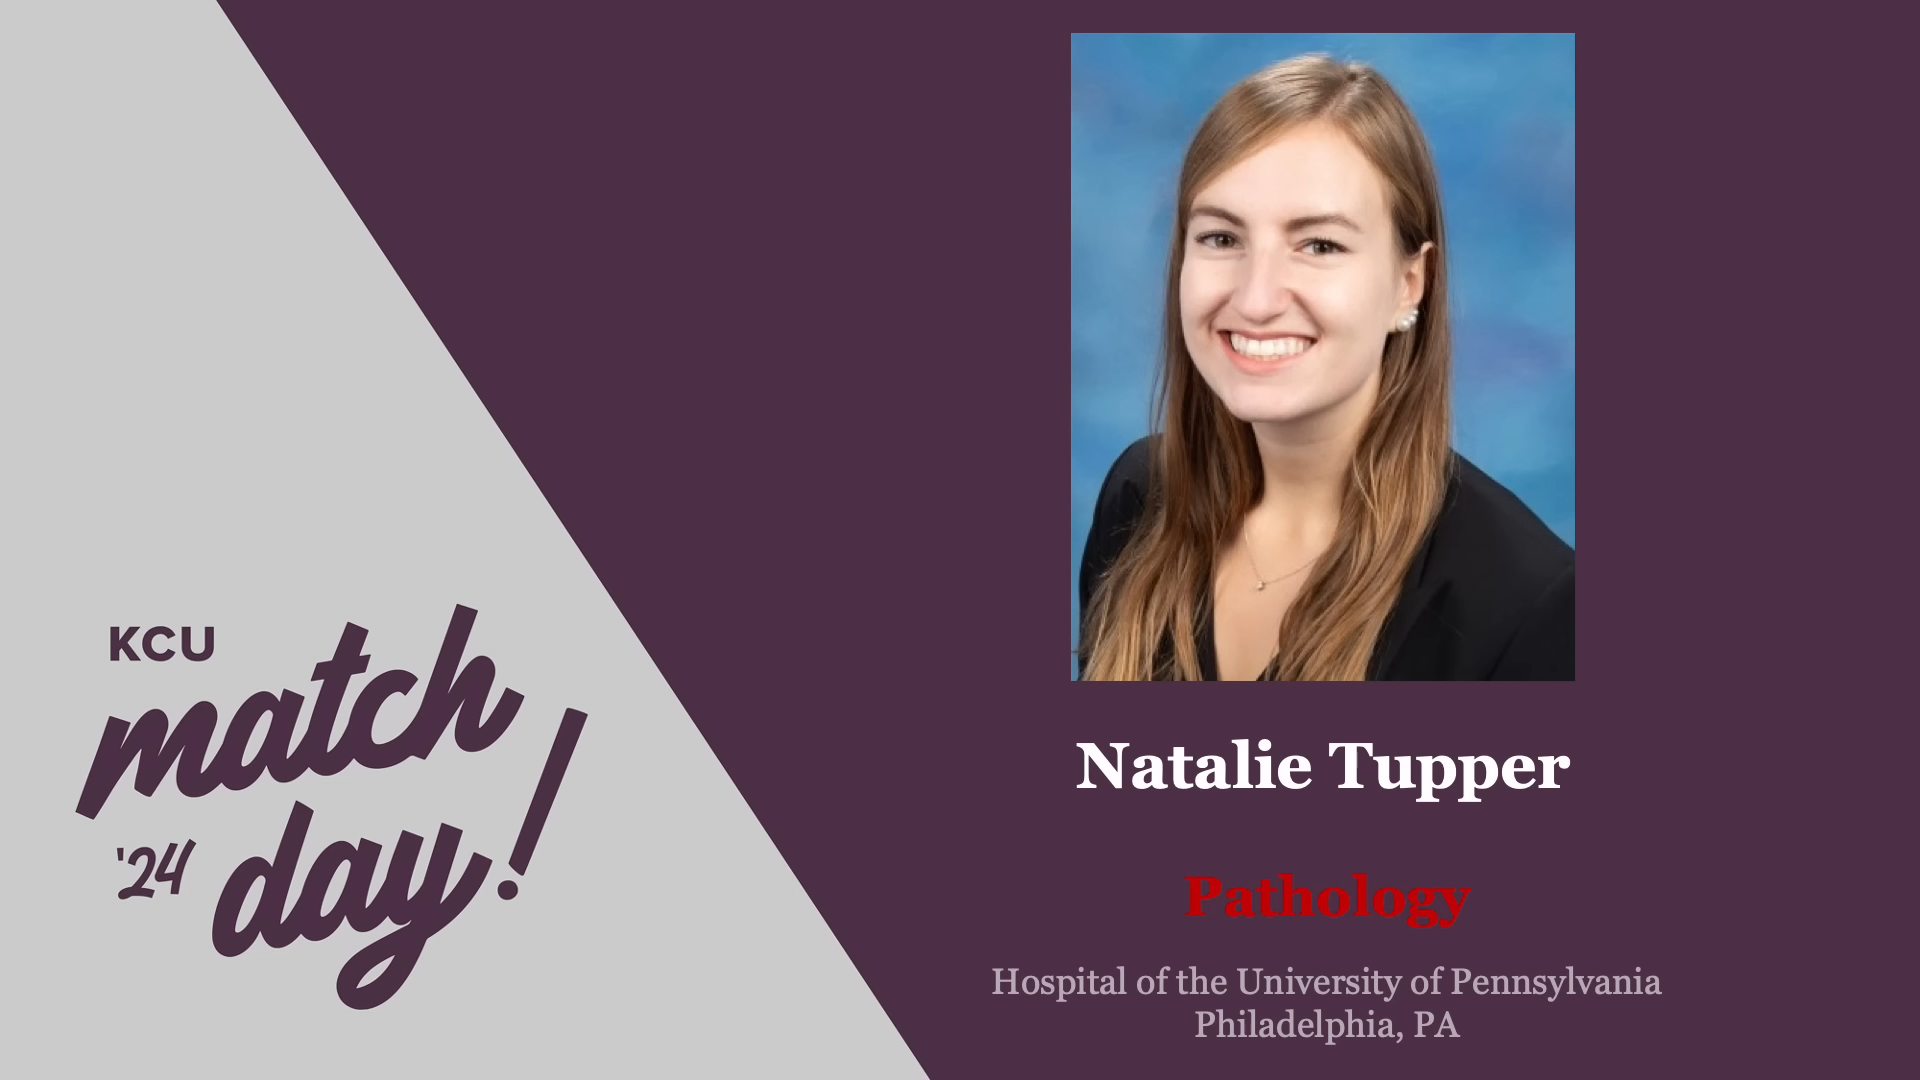 KCU
match
'24 day!
Natalie Tupper
Pathology
Hospital of the University of Pennsylvania
Philadelphia, PA